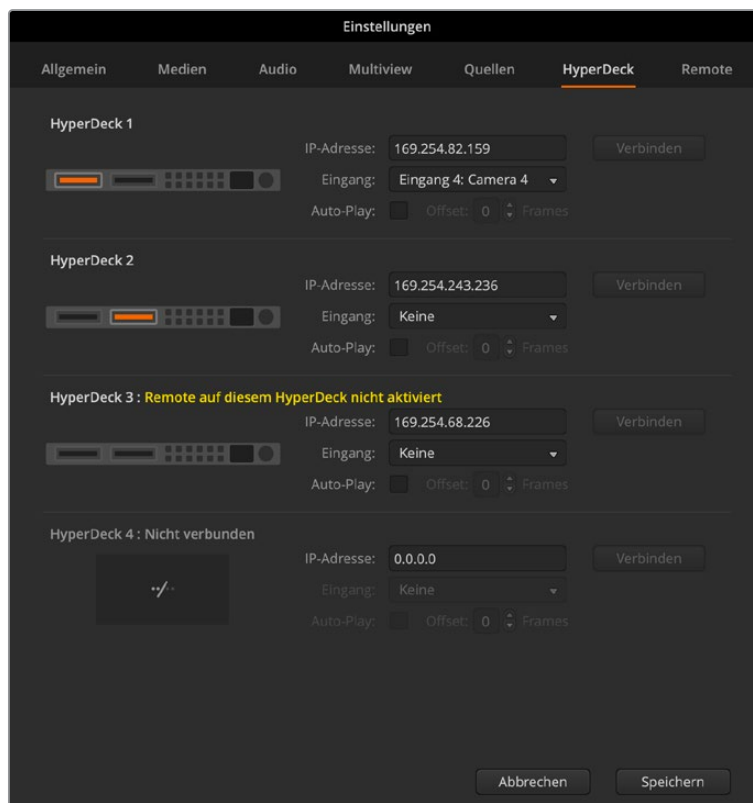 Einstellungen
Allgemein Medien Audio Multiview Quellen HyperDeck Remote
HyperDeck 1
IP-Adresse: 169.254.82.159 Verbinden
Eingang: Eingang 4: Camera 4
Auto-Play: Offset: 0 Frames
HyperDeck 2
IP-Adresse: 169.254.243.236 Verbinden
Eingang: Keine
Auto-Play: Offset: 0 Frames
HyperDeck 3 : Remote auf diesem HyperDeck nicht aktiviert
IP-Adresse: 169.254.68.226 Verbinden
Eingang: Keine
Auto-Play: Offset: 0 Frames
HyperDeck 4 : Nicht verbunden
IP-Adresse: 0.0.0.0 Verbinden
Eingang: Keine
Auto-Play: Offset: 0 Frames
Abbrechen Speichern